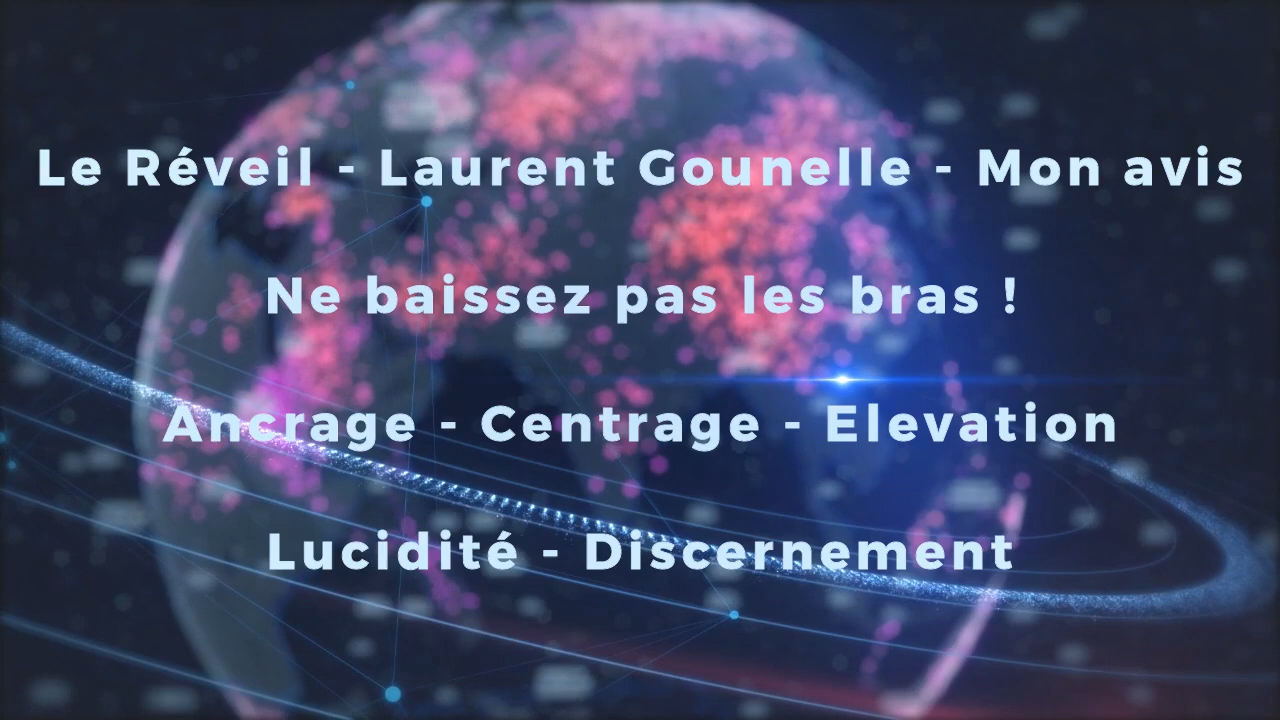 Le Réveil - Laurent Gounelle - Mon avis
Ne baissez pas les bras !
Ancrage - Centrage - Elevation
Lucidité - Discernement